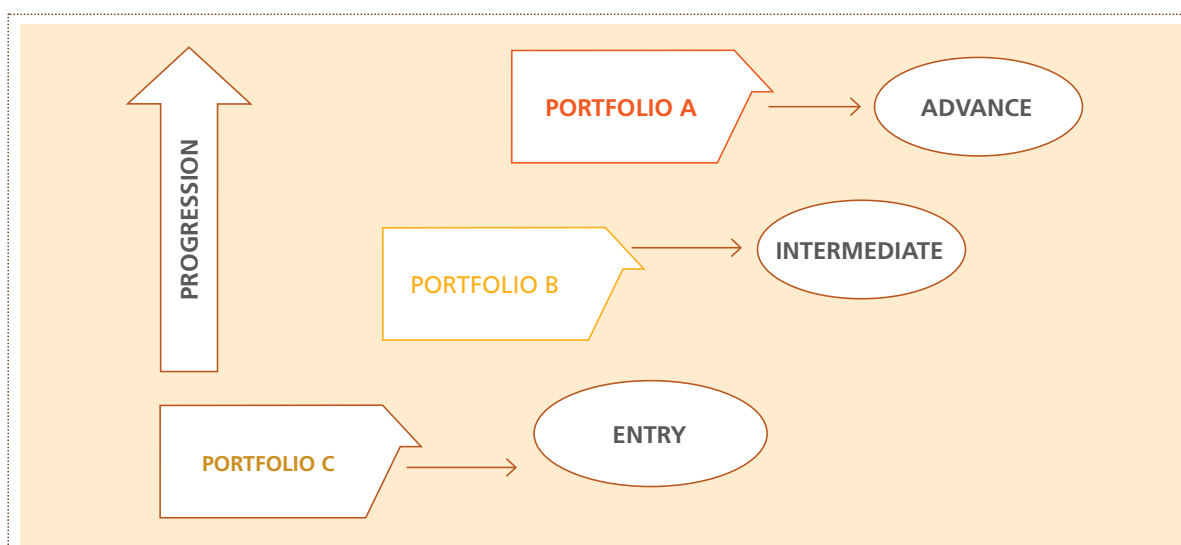 PORTFOLIO A
ADVANCE
PROGRESSION
PORTFOLIO B
INTERMEDIATE
PORTFOLIO C
ENTRY